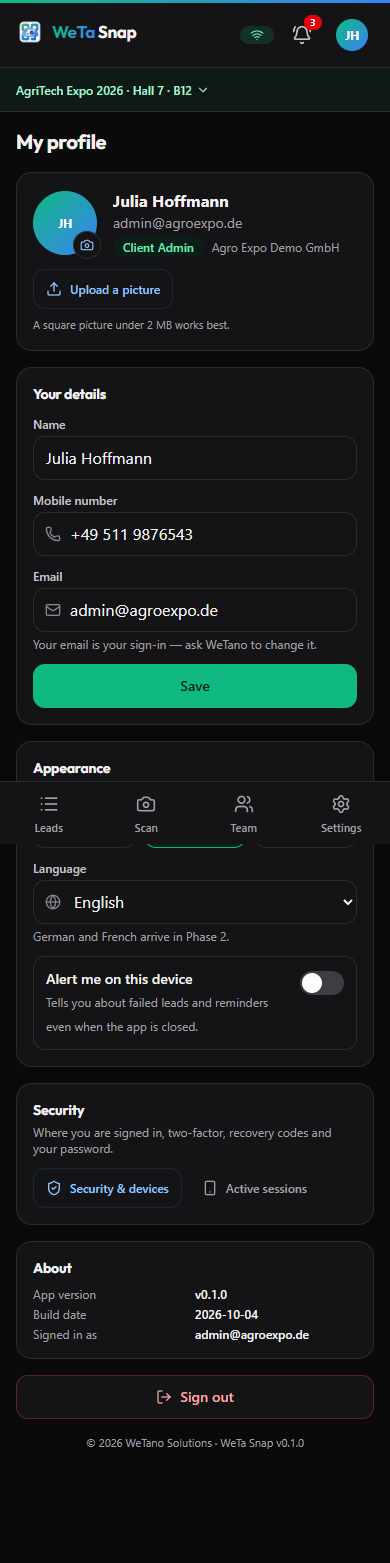 WeTa Snap
3
JH
AgriTech Expo 2026 · Hall 7 · B12
My profile
JH
Julia Hoffmann
admin@agroexpo.de
Client Admin
Agro Expo Demo GmbH
Upload a picture
A square picture under 2 MB works best.
Your details
Name
Julia Hoffmann
Mobile number
+49 511 9876543
Email
admin@agroexpo.de
Your email is your sign-in — ask WeTano to change it.
Save
Appearance
Leads
Scan
Team
Settings
Language
English
German and French arrive in Phase 2.
Alert me on this device
Tells you about failed leads and reminders
even when the app is closed.
Security
Where you are signed in, two-factor, recovery codes and
your password.
Security & devices
Active sessions
About
App version v0.1.0
Build date 2026-10-04
Signed in as admin@agroexpo.de
Sign out
© 2026 WeTano Solutions · WeTa Snap v0.1.0